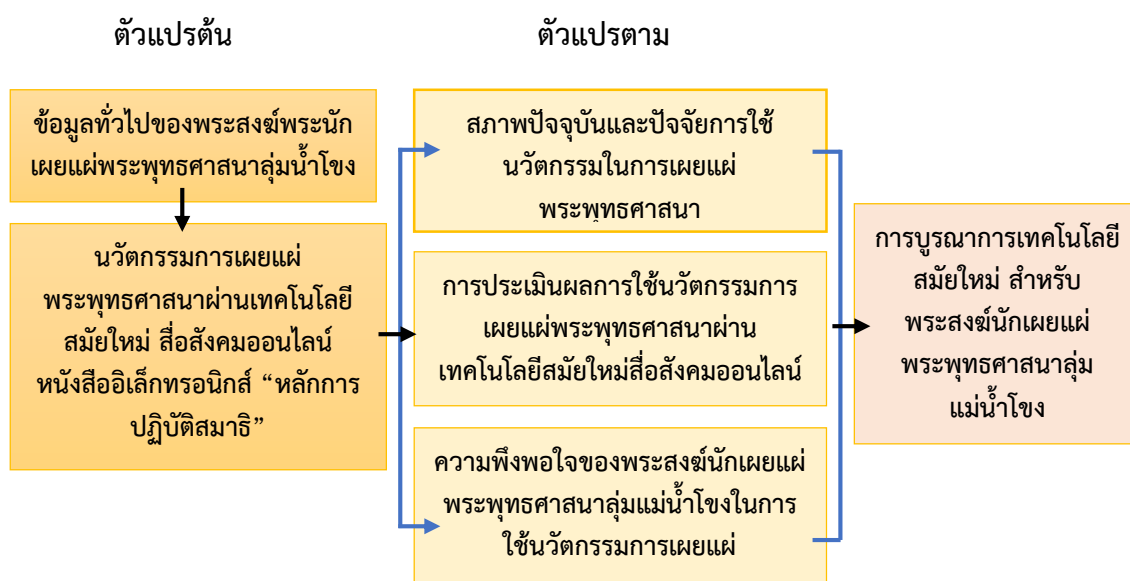 ตัวแปรต้น
ตัวแปรตาม
ข้อมูลทั่วไปของพระสงฆ์พระนัก
เผยแผ่พระพุทธศาสนาลุ่มน้ำโขง
นวัตกรรมการเผยแผ่
พระพุทธศาสนาผ่านเทคโนโลยี
สมัยใหม่ สื่อสังคมออนไลน์
หนังสืออิเล็กทรอนิกส์ “หลักการ
ปฏิบัติสมาธิ”
สภาพปัจจุบันและปัจจัยการใช้
นวัตกรรมในการเผยแผ่
พระพุทธศาสนา
การประเมินผลการใช้นวัตกรรมการ
เผยแผ่พระพุทธศาสนาผ่าน
เทคโนโลยีสมัยใหม่สื่อสังคมออนไลน์
ความพึงพอใจของพระสงฆ์นักเผยแผ่
พระพุทธศาสนาลุ่มแม่น้ำโขงในการ
ใช้นวัตกรรมการเผยแผ่
การบูรณาการเทคโนโลยี
สมัยใหม่ สำหรับ
พระสงฆ์นักเผยแผ่
พระพุทธศาสนาลุ่ม
แม่น้ำโขง